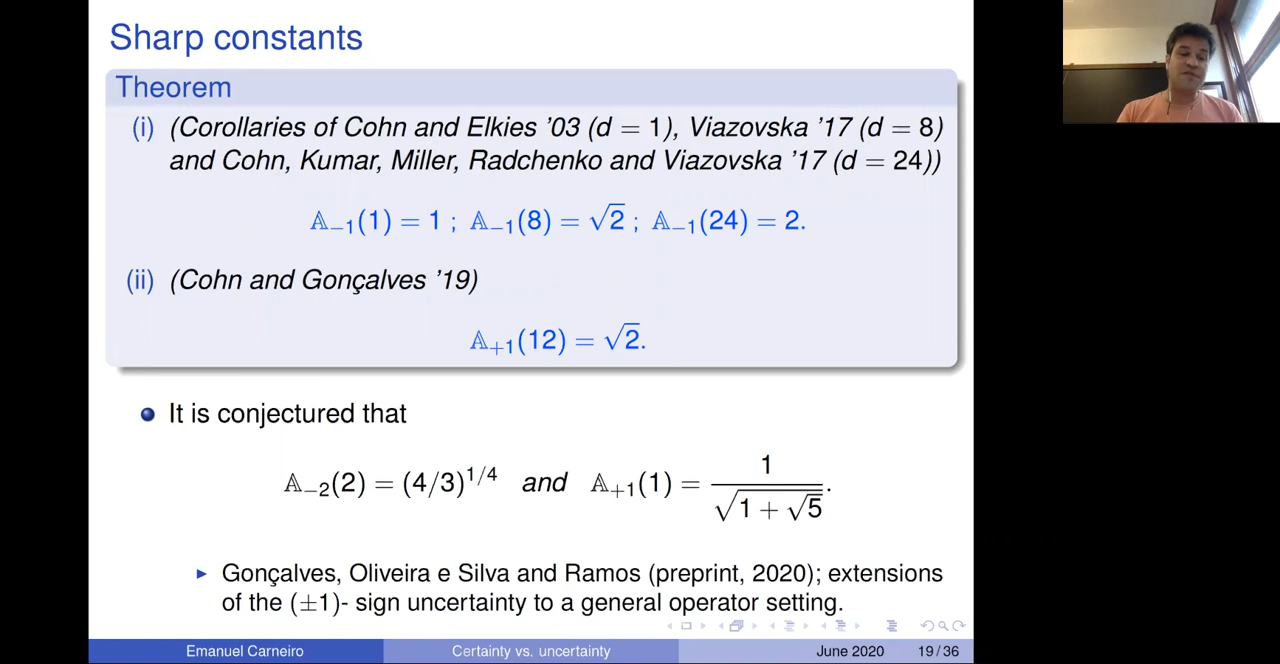 Sharp constants
Theorem
(i) (Corollaries of Cohn and Elkies '03 (d = 1), Viazovska '17 (d = 8)
and Cohn, Kumar, Miller, Radchenko and Viazovska '17 (d = 24))
𝔸₋₁(1) = 1 ; 𝔸₋₁(8) = √2 ; 𝔸₋₁(24) = 2.
(ii) (Cohn and Gonçalves '19)
𝔸₊₁(12) = √2.
It is conjectured that
𝔸₋₂(2) = (4/3)^{1/4} and 𝔸₊₁(1) = 1/√(1 + √5).
▶ Gonçalves, Oliveira e Silva and Ramos (preprint, 2020); extensions
of the (±1)- sign uncertainty to a general operator setting.
Emanuel Carneiro Certainty vs. uncertainty June 2020 19 / 36